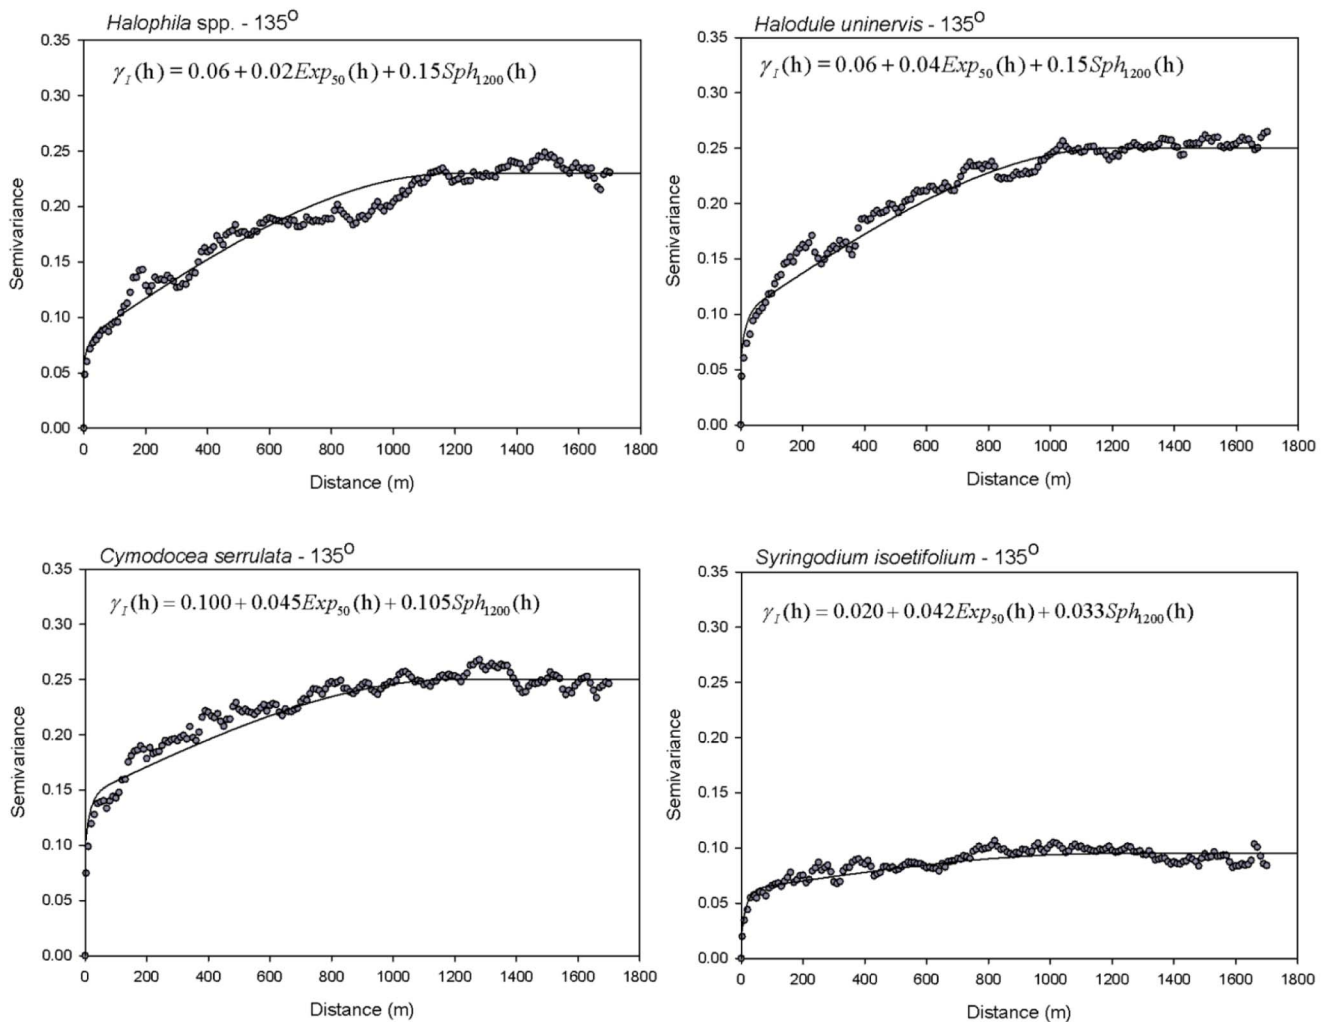 Halophila spp. - 135°
γI(h) = 0.06 + 0.02Exp50(h) + 0.15Sph1200(h)
0.35
0.30
0.25
0.20
0.15
0.10
0.05
0.00
Semivariance
0 200 400 600 800 1000 1200 1400 1600 1800
Distance (m)
Halodule uninervis - 135°
γI(h) = 0.06 + 0.04Exp50(h) + 0.15Sph1200(h)
0.35
0.30
0.25
0.20
0.15
0.10
0.05
0.00
Semivariance
0 200 400 600 800 1000 1200 1400 1600 1800
Distance (m)
Cymodocea serrulata - 135°
γI(h) = 0.100 + 0.045Exp50(h) + 0.105Sph1200(h)
0.35
0.30
0.25
0.20
0.15
0.10
0.05
0.00
Semivariance
0 200 400 600 800 1000 1200 1400 1600 1800
Distance (m)
Syringodium isoetifolium - 135°
γI(h) = 0.020 + 0.042Exp50(h) + 0.033Sph1200(h)
0.35
0.30
0.25
0.20
0.15
0.10
0.05
0.00
Semivariance
0 200 400 600 800 1000 1200 1400 1600 1800
Distance (m)